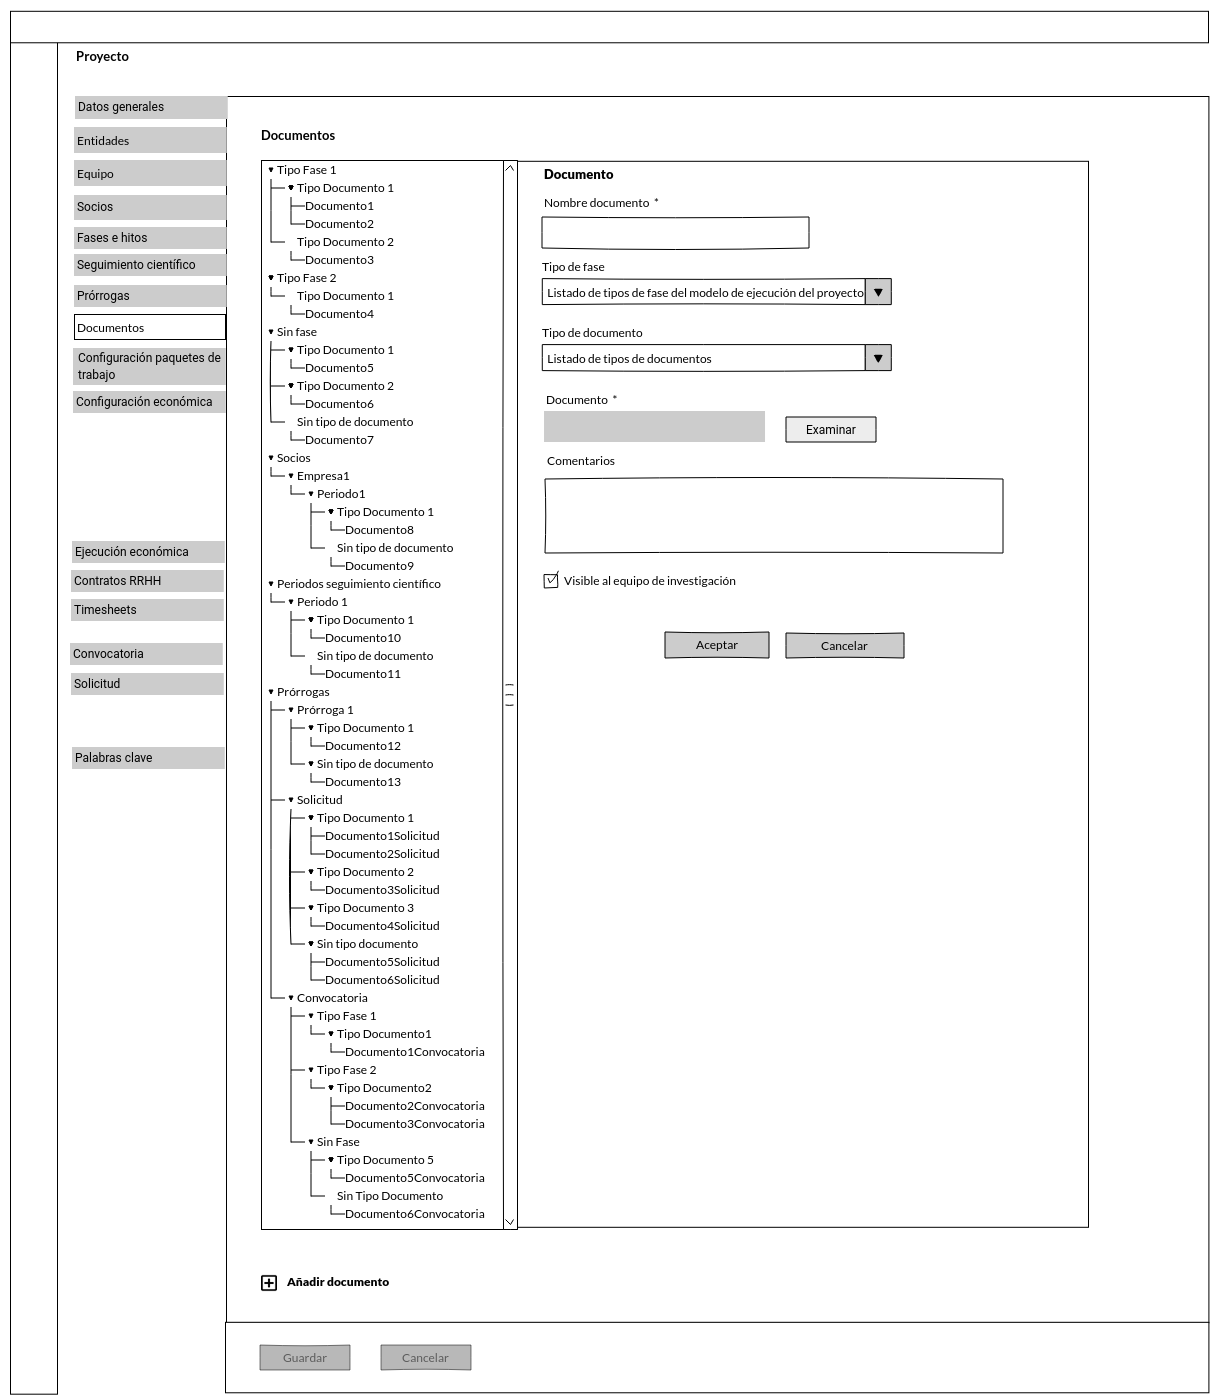 Proyecto
Datos generales
Entidades
Equipo
Socios
Fases e hitos
Seguimiento científico
Prórrogas
Documentos
Configuración paquetes de
trabajo
Configuración económica
Ejecución económica
Contratos RRHH
Timesheets
Convocatoria
Solicitud
Palabras clave
Documentos
Tipo Fase 1
Tipo Documento 1
Documento1
Documento2
Tipo Documento 2
Documento3
Tipo Fase 2
Tipo Documento 1
Documento4
Sin fase
Tipo Documento 1
Documento5
Tipo Documento 2
Documento6
Sin tipo de documento
Documento7
Socios
Empresa1
Periodo1
Tipo Documento 1
Documento8
Sin tipo de documento
Documento9
Periodos seguimiento científico
Periodo 1
Tipo Documento 1
Documento10
Sin tipo de documento
Documento11
Prórrogas
Prórroga 1
Tipo Documento 1
Documento12
Sin tipo de documento
Documento13
Solicitud
Tipo Documento 1
Documento1Solicitud
Documento2Solicitud
Tipo Documento 2
Documento3Solicitud
Tipo Documento 3
Documento4Solicitud
Sin tipo documento
Documento5Solicitud
Documento6Solicitud
Convocatoria
Tipo Fase 1
Tipo Documento1
Documento1Convocatoria
Tipo Fase 2
Tipo Documento2
Documento2Convocatoria
Documento3Convocatoria
Sin Fase
Tipo Documento 5
Documento5Convocatoria
Sin Tipo Documento
Documento6Convocatoria
Documento
Nombre documento *
Tipo de fase
Listado de tipos de fase del modelo de ejecución del proyecto
Tipo de documento
Listado de tipos de documentos
Documento *
Examinar
Comentarios
Visible al equipo de investigación
Aceptar
Cancelar
Añadir documento
Guardar
Cancelar